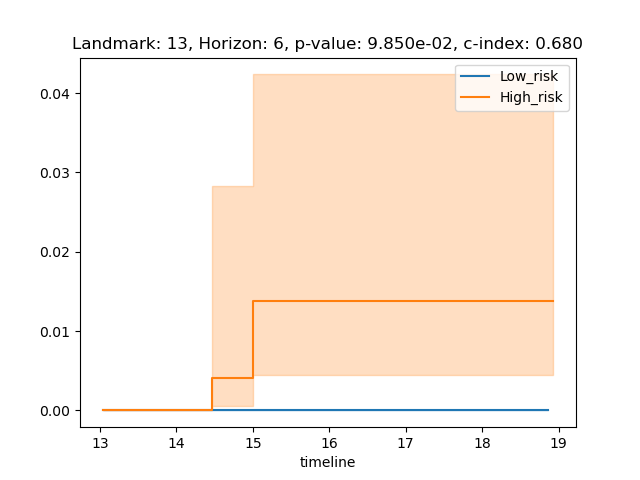 Landmark: 13, Horizon: 6, p-value: 9.850e-02, c-index: 0.680
Low_risk
High_risk
0.04
0.03
0.02
0.01
0.00
13 14 15 16 17 18 19
timeline